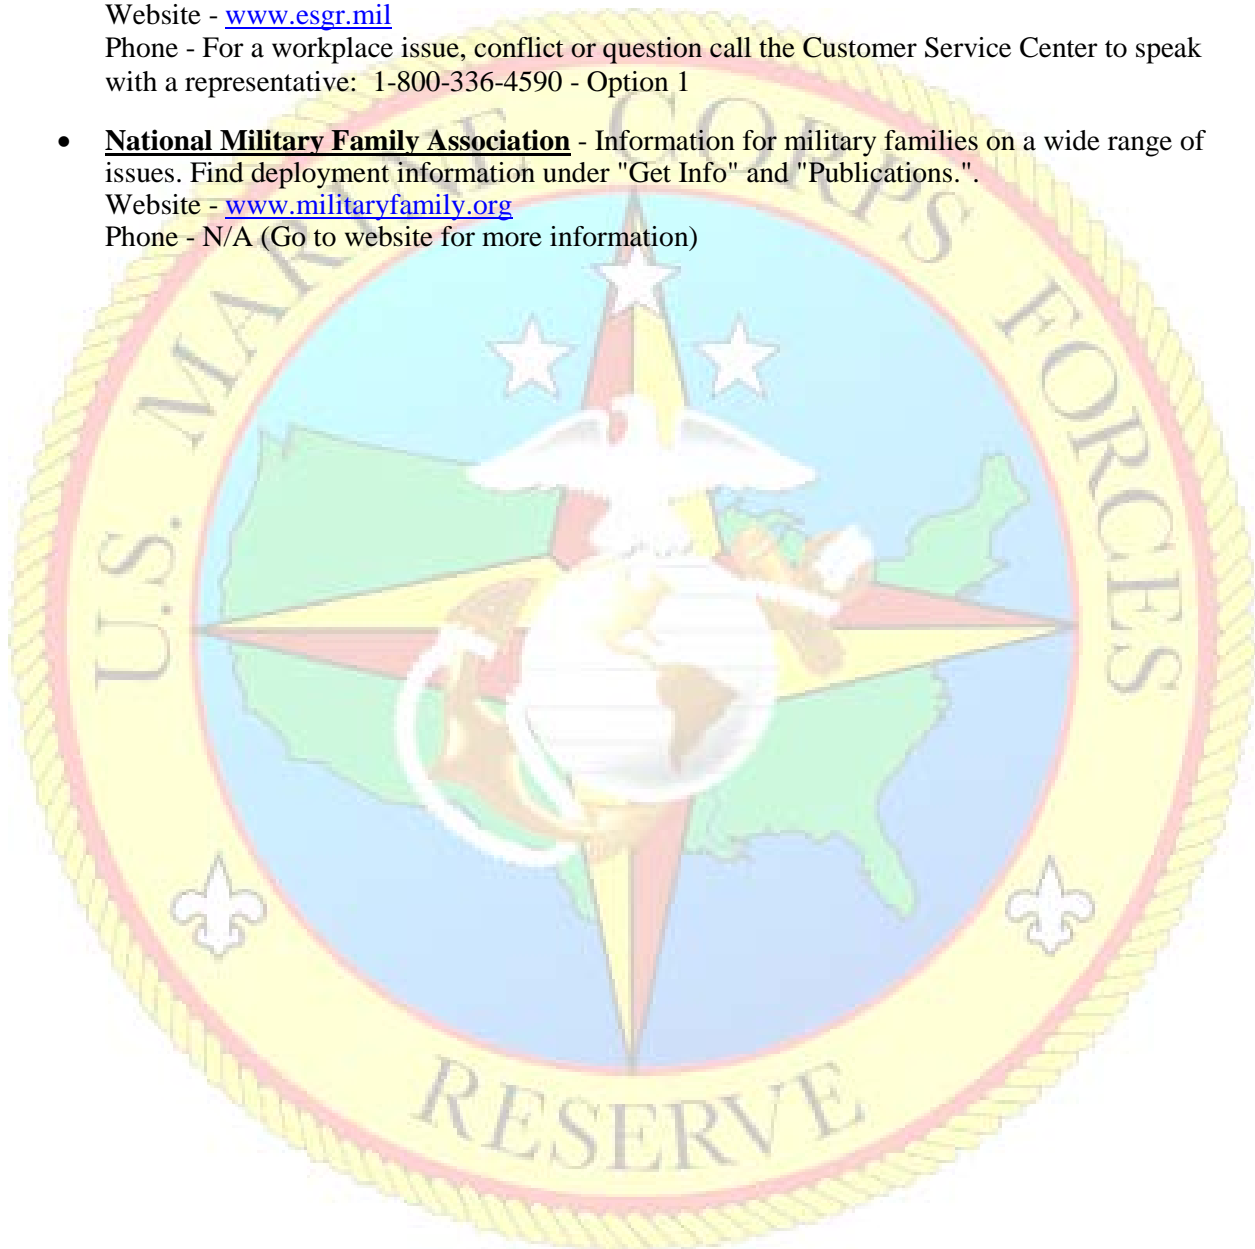 Website - www.esgr.mil
Phone - For a workplace issue, conflict or question call the Customer Service Center to speak
with a representative:  1-800-336-4590 - Option 1
• National Military Family Association - Information for military families on a wide range of
issues. Find deployment information under "Get Info" and "Publications.".
Website - www.militaryfamily.org
Phone - N/A (Go to website for more information)
U.S. MARINE CORPS FORCES
RESERVE